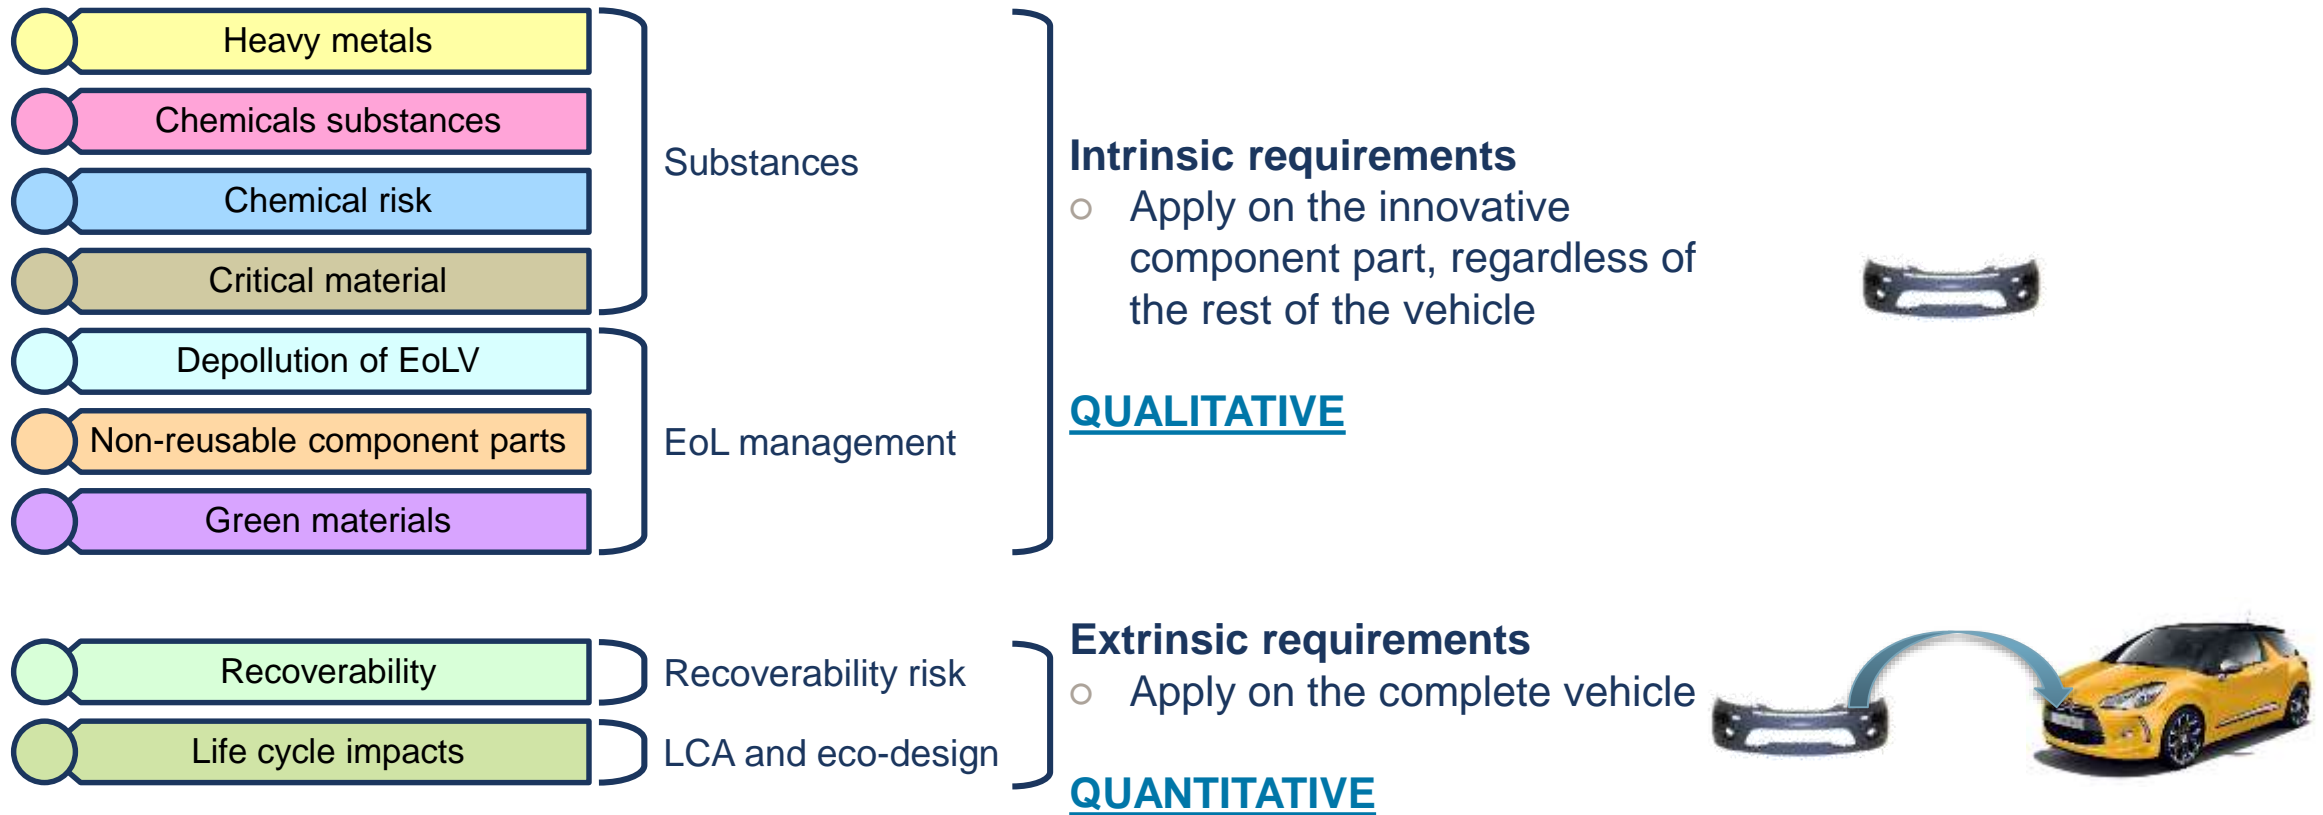 Heavy metals
Chemicals substances
Chemical risk
Critical material
Substances
Depollution of EoLV
Non-reusable component parts
Green materials
EoL management
Intrinsic requirements
○ Apply on the innovative
component part, regardless of
the rest of the vehicle
QUALITATIVE
Recoverability
Recoverability risk
Life cycle impacts
LCA and eco-design
Extrinsic requirements
○ Apply on the complete vehicle
QUANTITATIVE